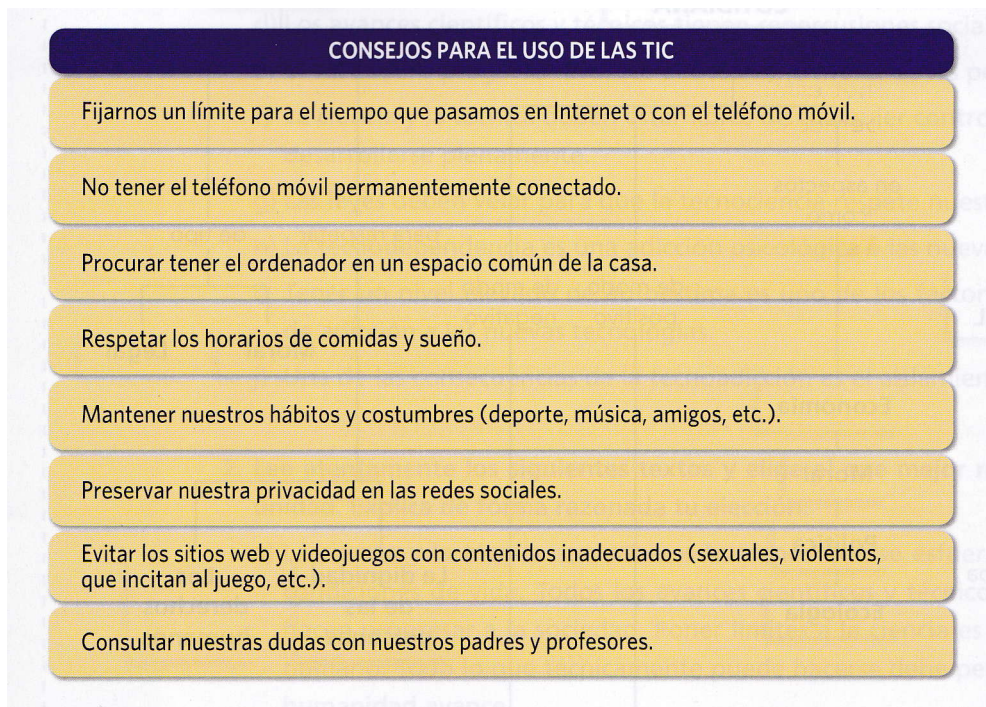 CONSEJOS PARA EL USO DE LAS TIC
Fijarnos un límite para el tiempo que pasamos en Internet o con el teléfono móvil.
No tener el teléfono móvil permanentemente conectado.
Procurar tener el ordenador en un espacio común de la casa.
Respetar los horarios de comidas y sueño.
Mantener nuestros hábitos y costumbres (deporte, música, amigos, etc.).
Preservar nuestra privacidad en las redes sociales.
Evitar los sitios web y videojuegos con contenidos inadecuados (sexuales, violentos,
que incitan al juego, etc.).
Consultar nuestras dudas con nuestros padres y profesores.